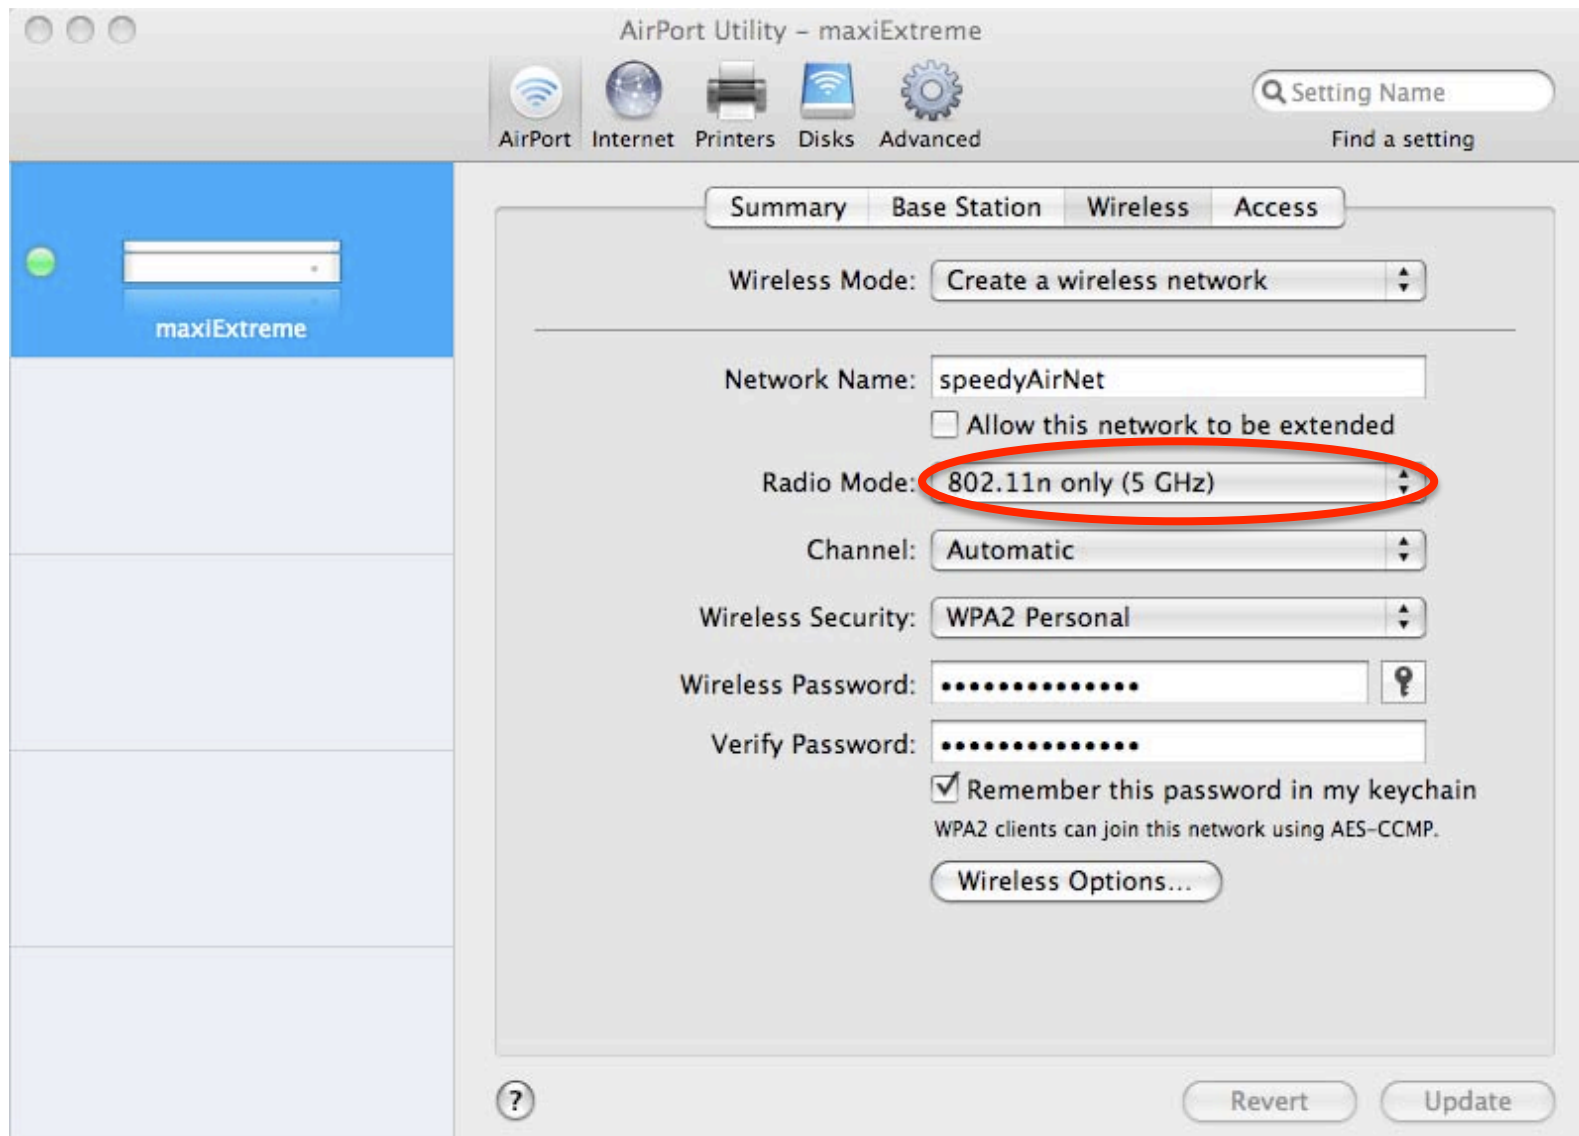 AirPort Utility – maxiExtreme
AirPort Internet Printers Disks Advanced
Setting Name
Find a setting
maxiExtreme
Summary Base Station Wireless Access
Wireless Mode: Create a wireless network
Network Name: speedyAirNet
Allow this network to be extended
Radio Mode: 802.11n only (5 GHz)
Channel: Automatic
Wireless Security: WPA2 Personal
Wireless Password: ••••••••••••••
Verify Password: ••••••••••••••
Remember this password in my keychain
WPA2 clients can join this network using AES-CCMP.
Wireless Options...
? Revert Update